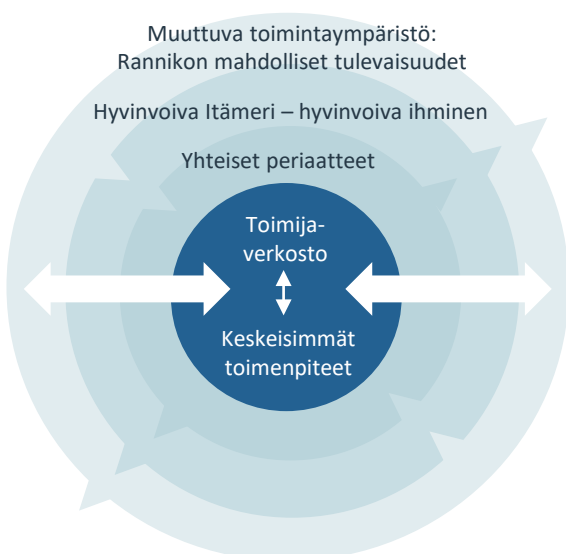 Muuttuva toimintaympäristö:
Rannikon mahdolliset tulevaisuudet
Hyvinvoiva Itämeri – hyvinvoiva ihminen
Yhteiset periaatteet
Toimija-
verkosto
Keskeisimmät
toimenpiteet